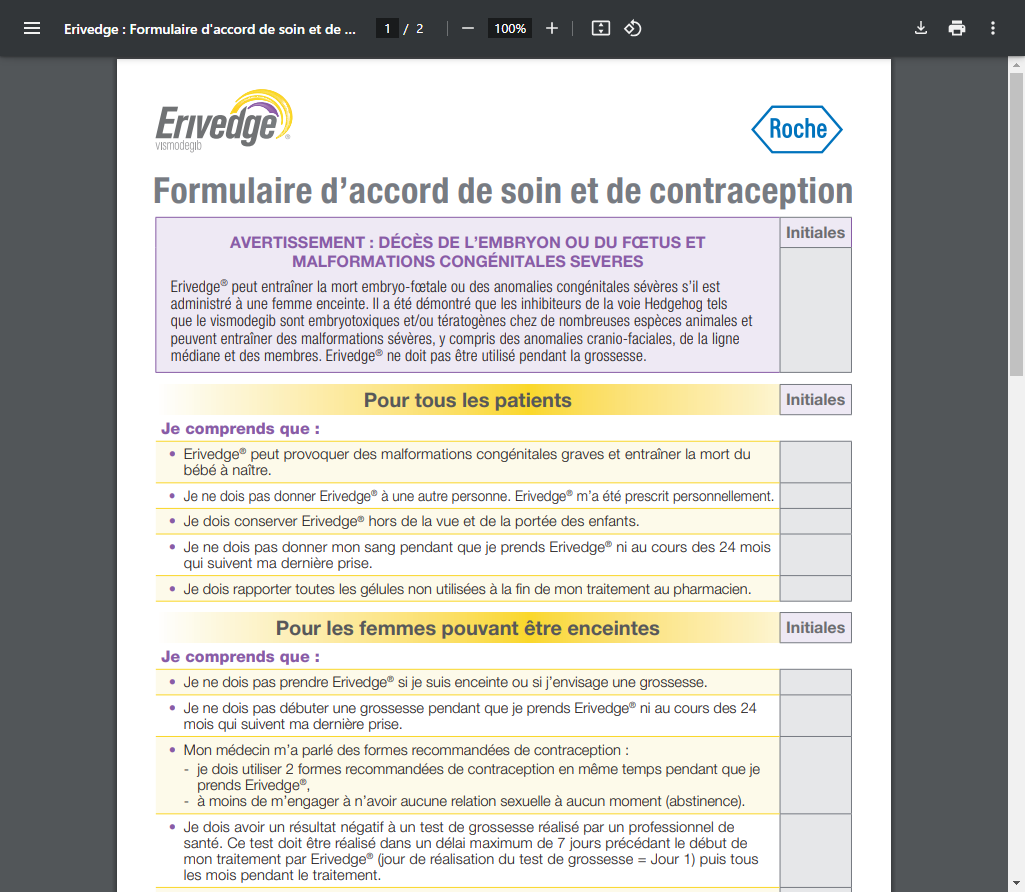 Erivedge : Formulaire d'accord de soin et de ...
1 / 2
100%
Erivedge®
vismodegib
Roche
Formulaire d’accord de soin et de contraception
Initiales
AVERTISSEMENT : DÉCÈS DE L’EMBRYON OU DU FŒTUS ET
MALFORMATIONS CONGÉNITALES SEVERES
Erivedge® peut entraîner la mort embryo-fœtale ou des anomalies congénitales sévères s’il est
administré à une femme enceinte. Il a été démontré que les inhibiteurs de la voie Hedgehog tels
que le vismodegib sont embryotoxiques et/ou tératogènes chez de nombreuses espèces animales et
peuvent entraîner des malformations sévères, y compris des anomalies cranio-faciales, de la ligne
médiane et des membres. Erivedge® ne doit pas être utilisé pendant la grossesse.
Pour tous les patients
Initiales
Je comprends que :
• Erivedge® peut provoquer des malformations congénitales graves et entraîner la mort du
bébé à naître.
• Je ne dois pas donner Erivedge® à une autre personne. Erivedge® m’a été prescrit personnellement.
• Je dois conserver Erivedge® hors de la vue et de la portée des enfants.
• Je ne dois pas donner mon sang pendant que je prends Erivedge® ni au cours des 24 mois
qui suivent ma dernière prise.
• Je dois rapporter toutes les gélules non utilisées à la fin de mon traitement au pharmacien.
Pour les femmes pouvant être enceintes
Initiales
Je comprends que :
• Je ne dois pas prendre Erivedge® si je suis enceinte ou si j’envisage une grossesse.
• Je ne dois pas débuter une grossesse pendant que je prends Erivedge® ni au cours des 24
mois qui suivent ma dernière prise.
• Mon médecin m’a parlé des formes recommandées de contraception :
- je dois utiliser 2 formes recommandées de contraception en même temps pendant que je
prends Erivedge®,
- à moins de m’engager à n’avoir aucune relation sexuelle à aucun moment (abstinence).
• Je dois avoir un résultat négatif à un test de grossesse réalisé par un professionnel de
santé. Ce test doit être réalisé dans un délai maximum de 7 jours précédant le début de
mon traitement par Erivedge® (jour de réalisation du test de grossesse = Jour 1) puis tous
les mois pendant le traitement.